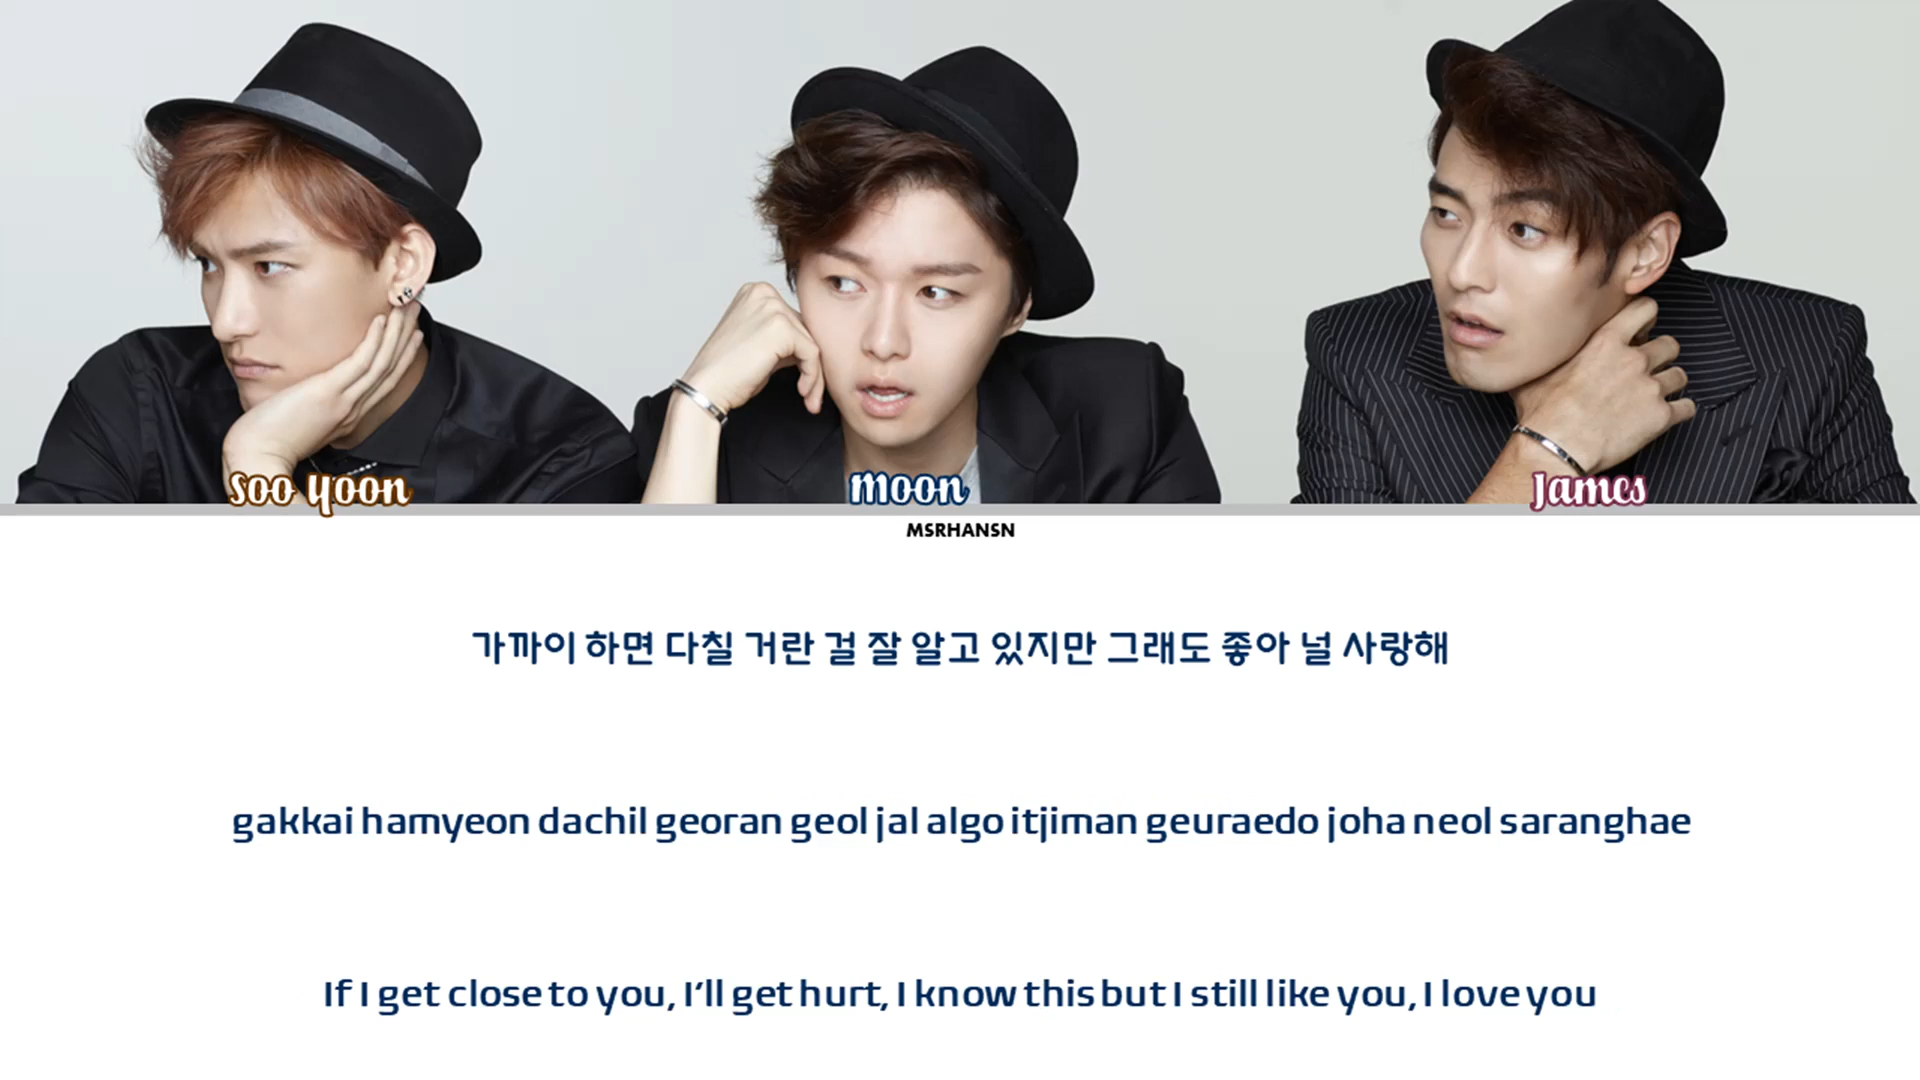 Soo Yoon
Moon
James
MSRHANSN
가까이 하면 다칠 거란 걸 잘 알고 있지만 그래도 좋아 널 사랑해
gakkai hamyeon dachil georan geol jal algo itjiman geuraedo joha neol saranghae
If I get close to you, I'll get hurt, I know this but I still like you, I love you